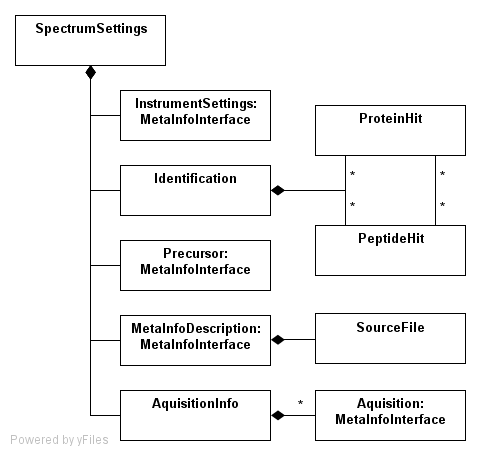 SpectrumSettings
InstrumentSettings:
MetaInfoInterface
ProteinHit
*
*
Identification
*
*
PeptideHit
Precursor:
MetaInfoInterface
MetaInfoDescription:
MetaInfoInterface
SourceFile
AquisitionInfo
*
Aquisition:
MetaInfoInterface
Powered by yFiles